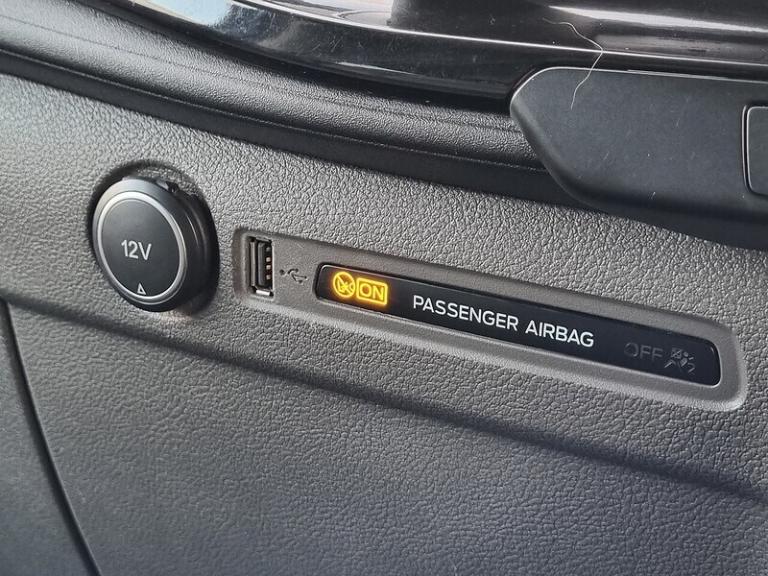 12V
ON PASSENGER AIRBAG OFF